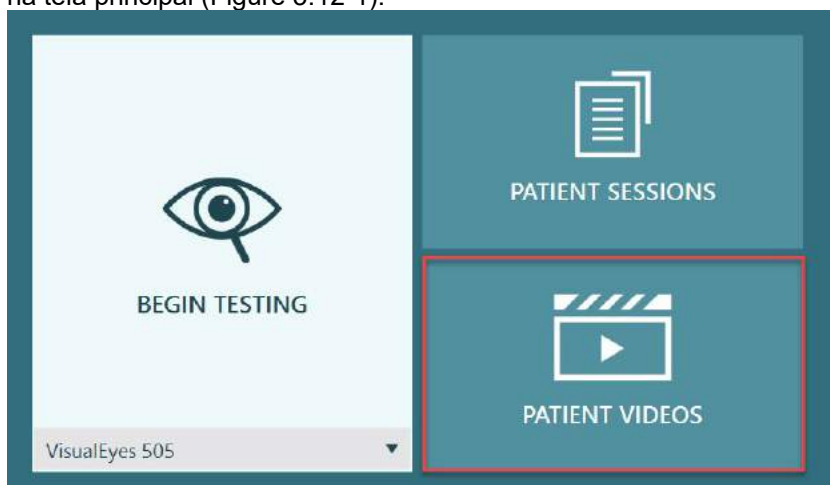 na tela principal (Figure 3.12-1).
BEGIN TESTING
VisualEyes 505
PATIENT SESSIONS
PATIENT VIDEOS